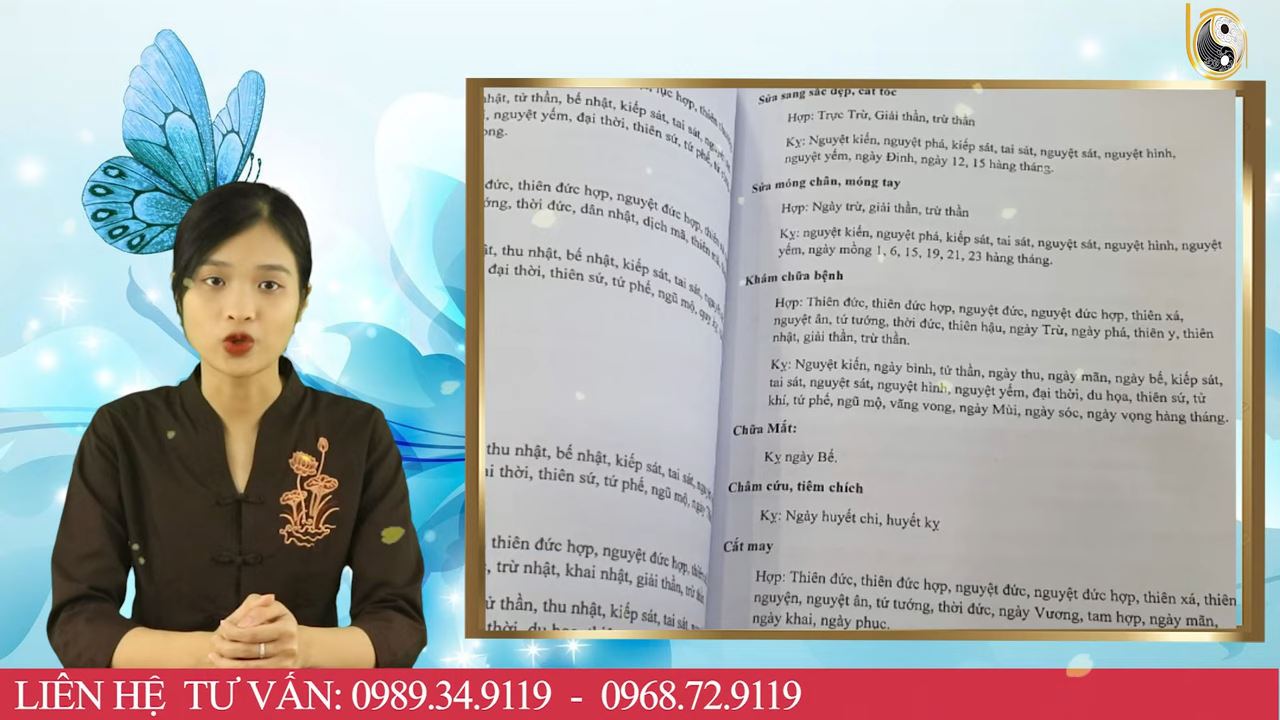 nhật, tử thần, bế nhật, kiếp sát, tai sát,
nguyệt yếm, đại thời, thiên sứ, tứ phế,
đức, thiên đức hợp, nguyệt đức hợp,
thời đức, dân nhật, dịch mã,
thu nhật, bế nhật, kiếp sát, tai sát,
đại thời, thiên sứ, tứ phế, ngũ mộ,
thu nhật, bế nhật, kiếp sát, tai sát,
thời, thiên sứ, tứ phế, ngũ mộ,
thiên đức hợp, nguyệt đức hợp,
trừ nhật, khai nhật, giải thần, trừ
thần, thu nhật, kiếp sát, tai sát
Sửa sang sắc đẹp, cắt tóc
Hợp: Trực Trừ, Giải thần, trừ thần
Kỵ: Nguyệt kiến, nguyệt phá, kiếp sát, tai sát, nguyệt sát, nguyệt hình,
nguyệt yếm, ngày Đinh, ngày 12, 15 hàng tháng.
Sửa móng chân, móng tay
Hợp: Ngày trừ, giải thần, trừ thần
Kỵ: nguyệt kiến, nguyệt phá, kiếp sát, tai sát, nguyệt sát, nguyệt hình, nguyệt
yếm, ngày mồng 1, 6, 15, 19, 21, 23 hàng tháng.
Khám chữa bệnh
Hợp: Thiên đức, thiên đức hợp, nguyệt đức, nguyệt đức hợp, thiên xá,
nguyệt ân, tứ tướng, thời đức, thiên hậu, ngày Trừ, ngày phá, thiên y, thiên
nhật, giải thần, trừ thần.
Kỵ: Nguyệt kiến, ngày bình, tử thần, ngày thu, ngày mãn, ngày bế, kiếp sát,
tai sát, nguyệt sát, nguyệt hình, nguyệt yếm, đại thời, du họa, thiên sứ, tử
khí, tứ phế, ngũ mộ, vãng vong, ngày Mùi, ngày sóc, ngày vọng hàng tháng.
Chữa Mắt:
Kỵ ngày Bế.
Châm cứu, tiêm chích
Kỵ: Ngày huyết chi, huyết kỵ
Cắt may
Hợp: Thiên đức, thiên đức hợp, nguyệt đức, nguyệt đức hợp, thiên xá, thiên
nguyện, nguyệt ân, tứ tướng, thời đức, ngày Vương, tam hợp, ngày mãn,
ngày khai, ngày phục.
LIÊN HỆ TƯ VẤN: 0989.34.9119 - 0968.72.9119